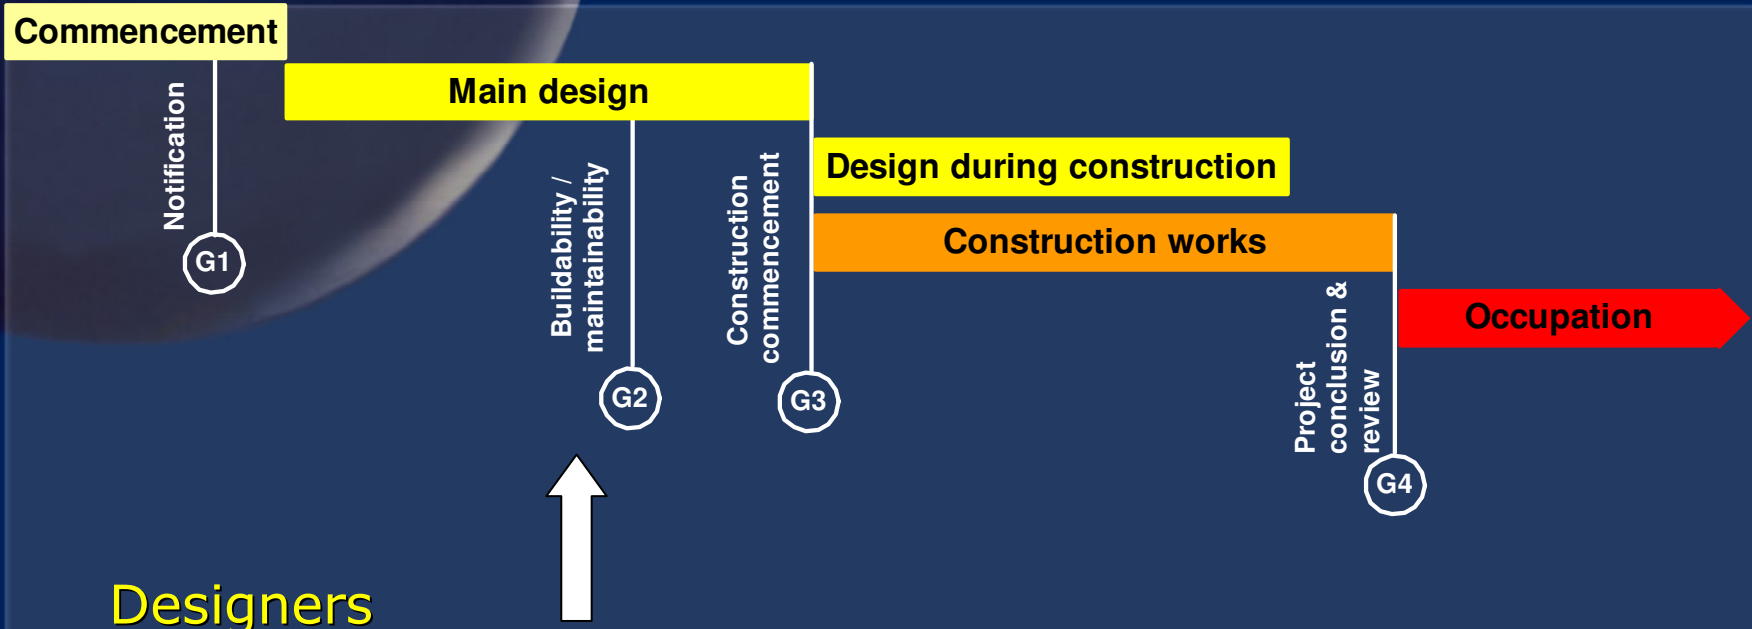 Commencement
Main design
Design during construction
Construction works
Occupation
Notification
Buildability /
maintainability
Construction
commencement
Project
conclusion &
review
G1
G2
G3
G4
Designers